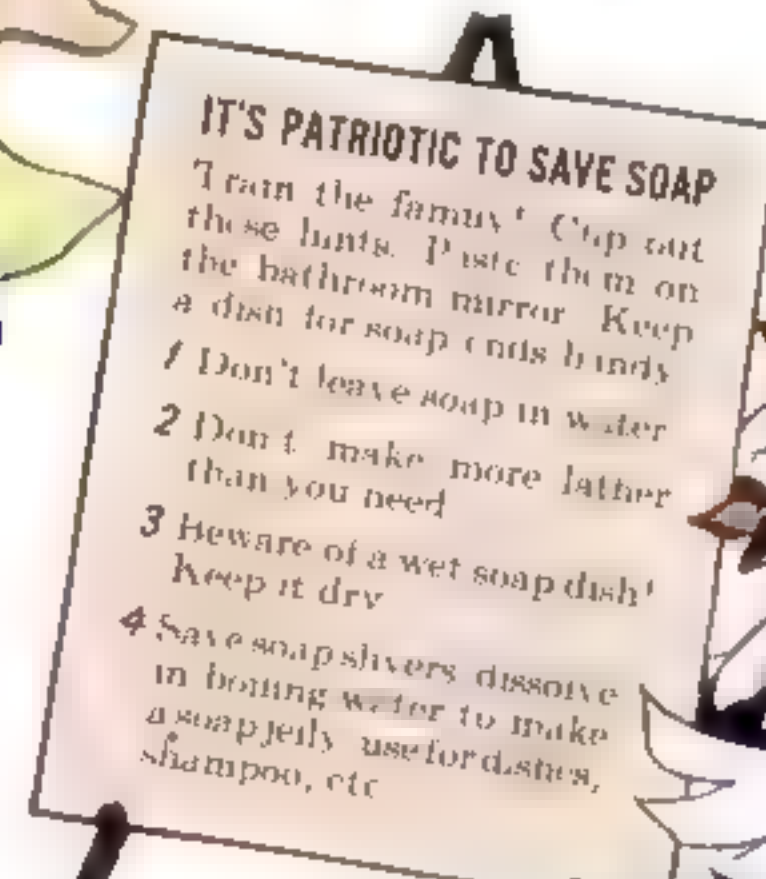 IT'S PATRIOTIC TO SAVE SOAP
Train the family! Clip out
these hints. Paste them on
the bathroom mirror. Keep
a dish for soap ends handy
1 Don't leave soap in water
2 Don't make more lather
than you need
3 Beware of a wet soap dish!
Keep it dry
4 Save soap slivers dissolve
in boiling water to make
a soap jelly use for dishes,
shampoo, etc